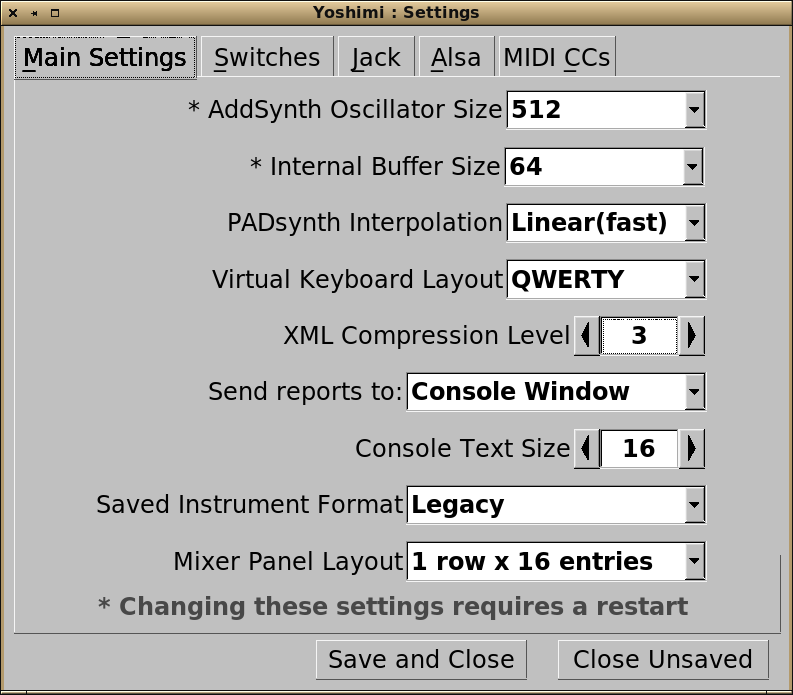 Yoshimi : Settings
Main Settings Switches Jack Alsa MIDI CCs
* AddSynth Oscillator Size 512
* Internal Buffer Size 64
PADsynth Interpolation Linear(fast)
Virtual Keyboard Layout QWERTY
XML Compression Level 3
Send reports to: Console Window
Console Text Size 16
Saved Instrument Format Legacy
Mixer Panel Layout 1 row x 16 entries
* Changing these settings requires a restart
Save and Close Close Unsaved